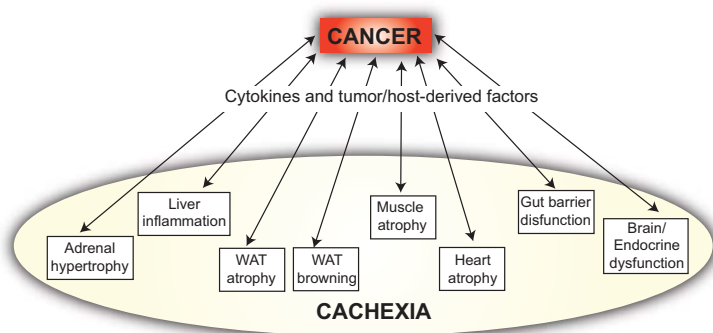 CANCER
Cytokines and tumor/host-derived factors
Adrenal
hypertrophy
Liver
inflammation
WAT
atrophy
WAT
browning
Muscle
atrophy
Heart
atrophy
Gut barrier
disfunction
Brain/
Endocrine
dysfunction
CACHEXIA